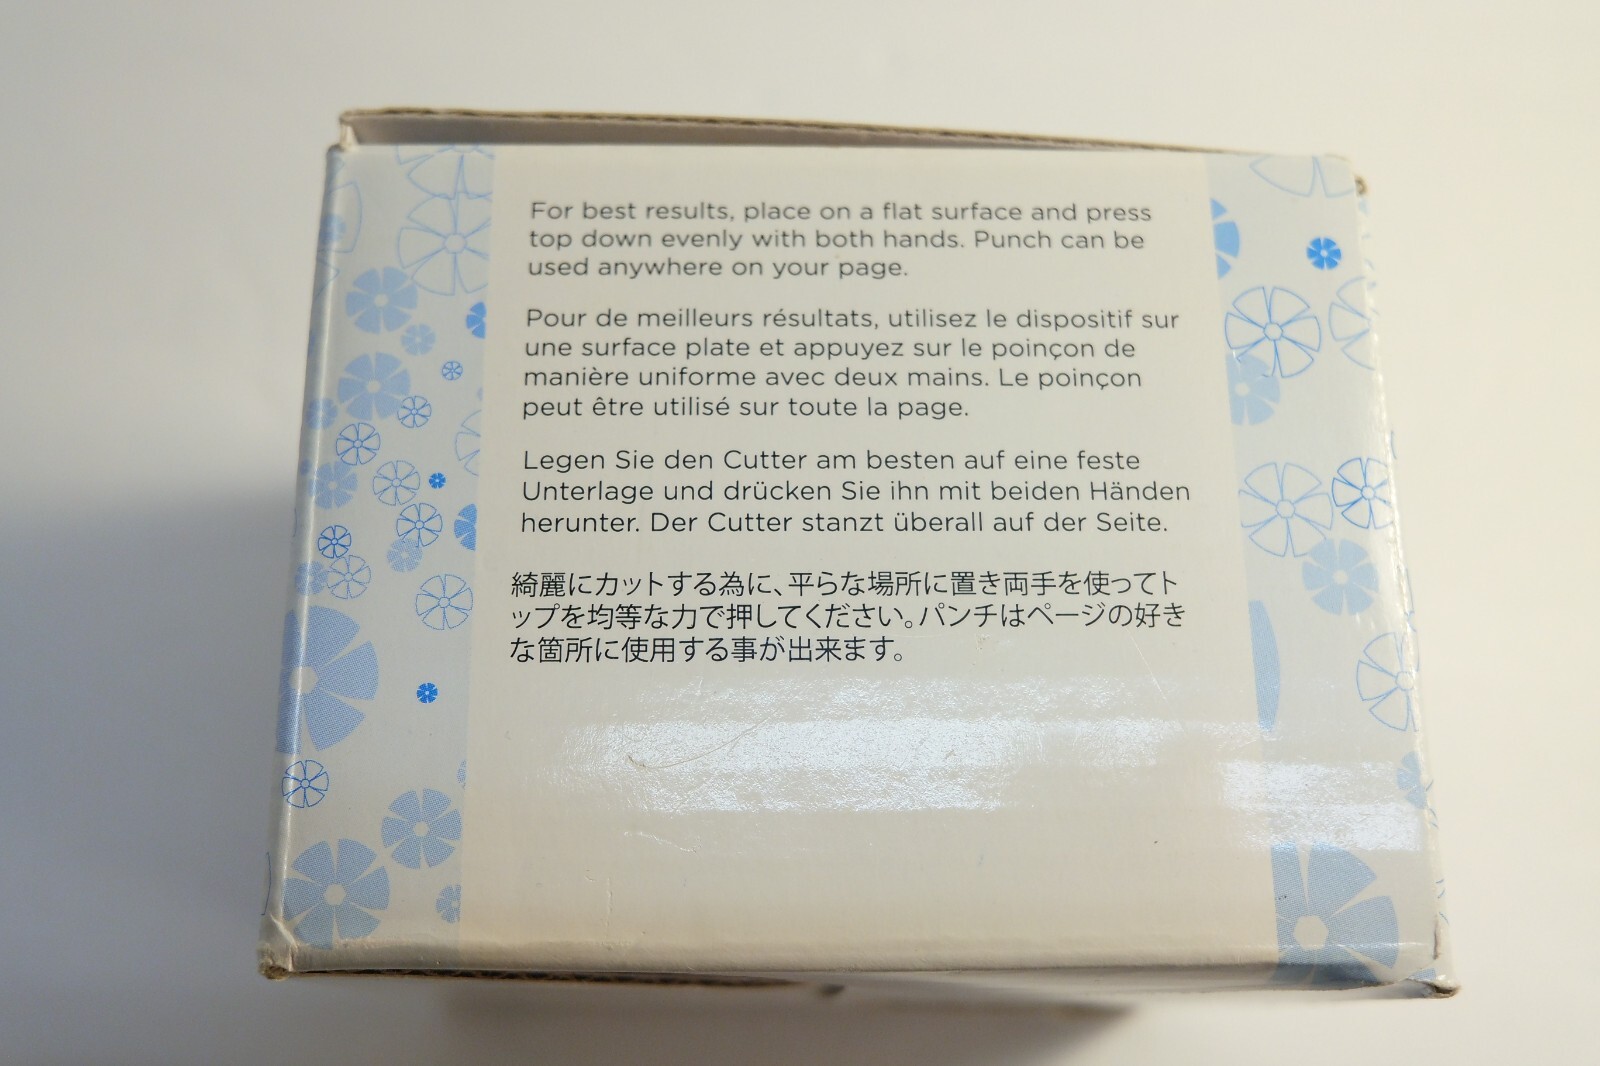 For best results, place on a flat surface and press
top down evenly with both hands. Punch can be
used anywhere on your page.
Pour de meilleurs résultats, utilisez le dispositif sur
une surface plate et appuyez sur le poinçon de
manière uniforme avec deux mains. Le poinçon
peut être utilisé sur toute la page.
Legen Sie den Cutter am besten auf eine feste
Unterlage und drücken Sie ihn mit beiden Händen
herunter. Der Cutter stanzt überall auf der Seite.
綺麗にカットする為に、平らな場所に置き両手を使ってト
ップを均等な力で押してください。パンチはページの好き
な箇所に使用する事が出来ます。